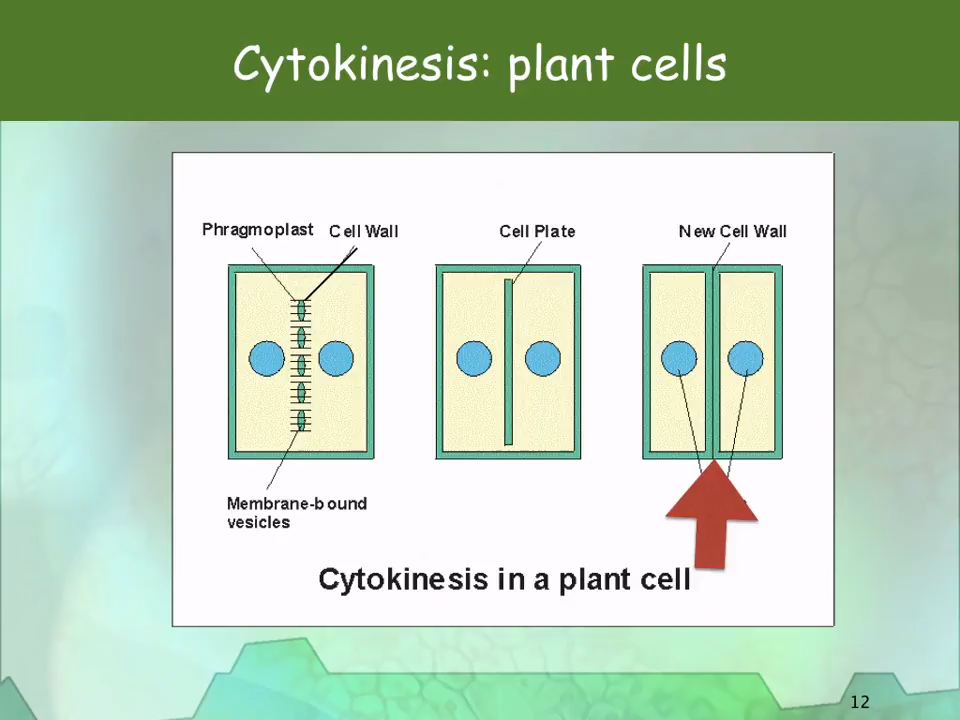 Cytokinesis: plant cells
Phragmoplast
Cell Wall
Cell Plate
New Cell Wall
Membrane-bound
vesicles
Cytokinesis in a plant cell
12